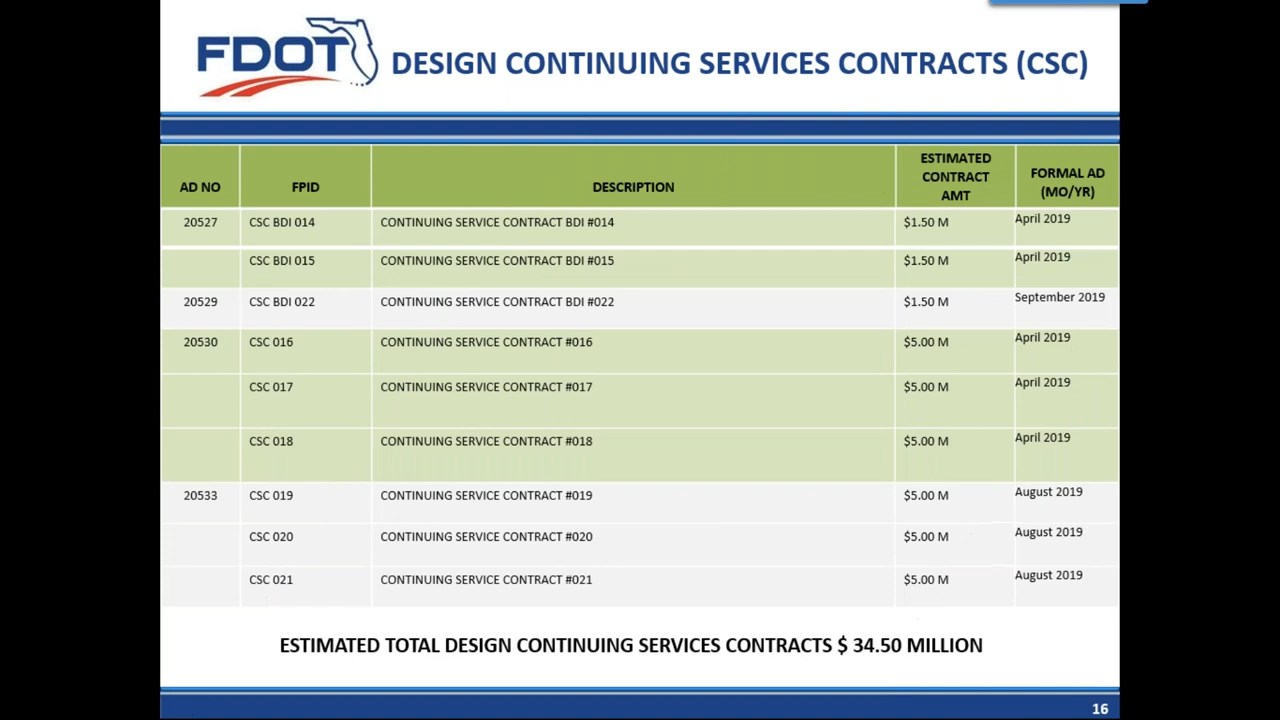 FDOT
DESIGN CONTINUING SERVICES CONTRACTS (CSC)
AD NO FPID DESCRIPTION ESTIMATED CONTRACT AMT FORMAL AD (MO/YR)
20527 CSC BDI 014 CONTINUING SERVICE CONTRACT BDI #014 $1.50 M April 2019
CSC BDI 015 CONTINUING SERVICE CONTRACT BDI #015 $1.50 M April 2019
20529 CSC BDI 022 CONTINUING SERVICE CONTRACT BDI #022 $1.50 M September 2019
20530 CSC 016 CONTINUING SERVICE CONTRACT #016 $5.00 M April 2019
CSC 017 CONTINUING SERVICE CONTRACT #017 $5.00 M April 2019
CSC 018 CONTINUING SERVICE CONTRACT #018 $5.00 M April 2019
20533 CSC 019 CONTINUING SERVICE CONTRACT #019 $5.00 M August 2019
CSC 020 CONTINUING SERVICE CONTRACT #020 $5.00 M August 2019
CSC 021 CONTINUING SERVICE CONTRACT #021 $5.00 M August 2019
ESTIMATED TOTAL DESIGN CONTINUING SERVICES CONTRACTS $ 34.50 MILLION
16